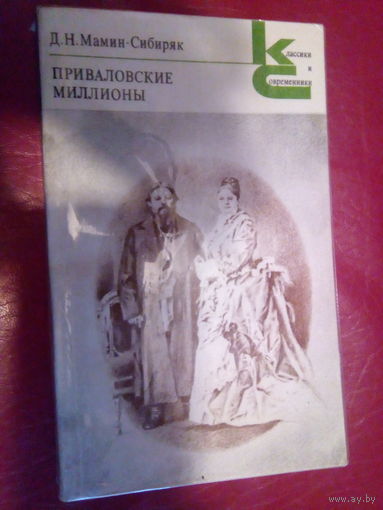 Д.Н.Мамин-Сибиряк
ПРИВАЛОВСКИЕ
МИЛЛИОНЫ
Классики
и
Современники
www.ay.by